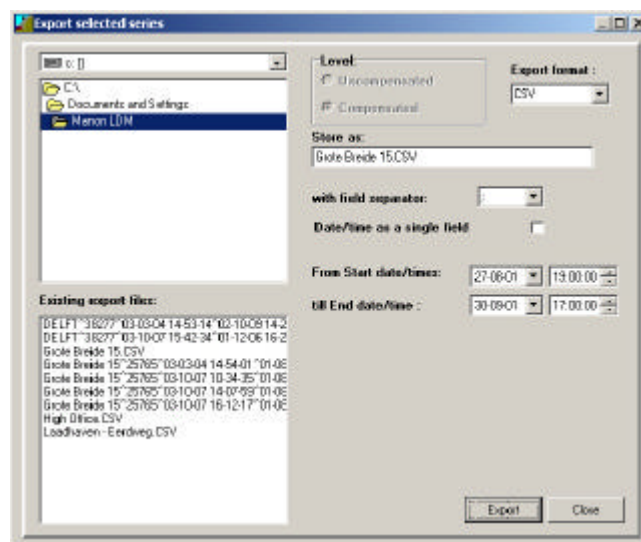 Export selected series
c: []
C:\
Documents and Settings
Manon LDM
Existing export files:
DELFT~38277~03-03-04 14-53-14~02-10-09 14-2
DELFT~38277~03-10-07 15-42-34~01-12-06 16-2
Grote Breide 15.CSV
Grote Breide 15~25765~03-03-04 14-54-01~01-08
Grote Breide 15~25765~03-10-07 10-34-35~01-08
Grote Breide 15~25765~03-10-07 14-07-59~01-08
Grote Breide 15~25765~03-10-07 16-12-17~01-08
High Office.CSV
Laadhaven - Eerdweg.CSV
Level:
Uncompensated
Compensated
Export format :
CSV
Store as:
Grote Breide 15.CSV
with field separator:
Date/time as a single field
From Start date/times:
27-08-01
19:00:00
till End date/time :
30-09-01
17:00:00
Export
Close